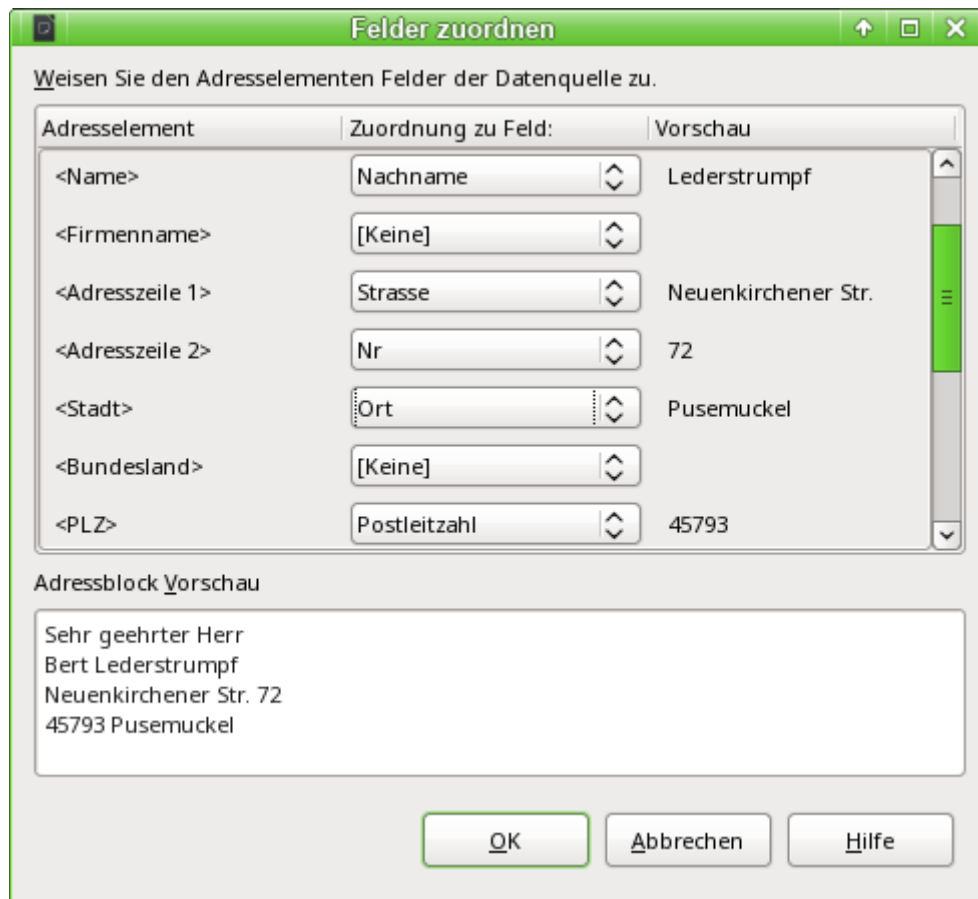 Felder zuordnen
Weisen Sie den Adresselementen Felder der Datenquelle zu.
Adresselement Zuordnung zu Feld: Vorschau
<Name> Nachname Lederstrumpf
<Firmenname> [Keine]
<Adresszeile 1> Strasse Neuenkirchener Str.
<Adresszeile 2> Nr 72
<Stadt> Ort Pusemuckel
<Bundesland> [Keine]
<PLZ> Postleitzahl 45793
Adressblock Vorschau
Sehr geehrter Herr
Bert Lederstrumpf
Neuenkirchener Str. 72
45793 Pusemuckel
OK Abbrechen Hilfe